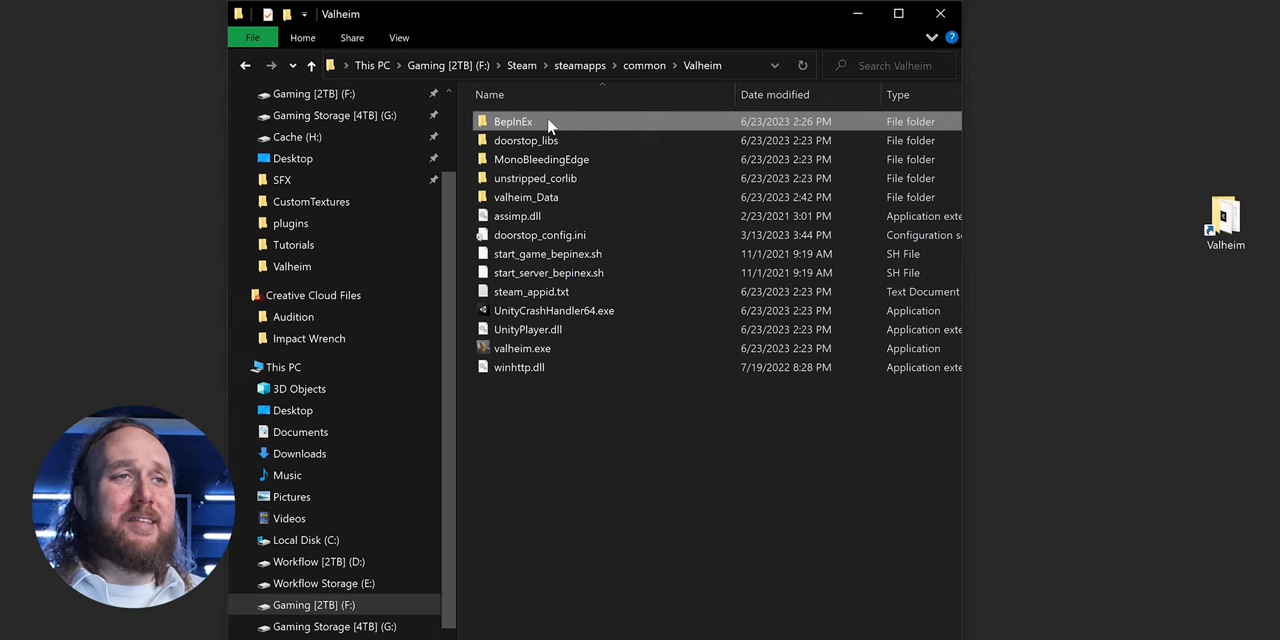 Valheim
File Home Share View
This PC Gaming [2TB] (F:) Steam steamapps common Valheim
Search Valheim
Gaming [2TB] (F:)
Gaming Storage [4TB] (G:)
Cache (H:)
Desktop
SFX
CustomTextures
plugins
Tutorials
Valheim
Creative Cloud Files
Audition
Impact Wrench
This PC
3D Objects
Desktop
Documents
Downloads
Music
Pictures
Videos
Local Disk (C:)
Workflow [2TB] (D:)
Workflow Storage (E:)
Gaming [2TB] (F:)
Gaming Storage [4TB] (G:)
Name Date modified Type
BepInEx 6/23/2023 2:26 PM File folder
doorstop_libs 6/23/2023 2:23 PM File folder
MonoBleedingEdge 6/23/2023 2:23 PM File folder
unstripped_corlib 6/23/2023 2:23 PM File folder
valheim_Data 6/23/2023 2:42 PM File folder
assimp.dll 2/23/2021 3:01 PM Application exte
doorstop_config.ini 3/13/2023 3:44 PM Configuration s
start_game_bepinex.sh 11/1/2021 9:19 AM SH File
start_server_bepinex.sh 11/1/2021 9:19 AM SH File
steam_appid.txt 6/23/2023 2:23 PM Text Document
UnityCrashHandler64.exe 6/23/2023 2:23 PM Application
UnityPlayer.dll 6/23/2023 2:23 PM Application exte
valheim.exe 6/23/2023 2:23 PM Application
winhttp.dll 7/19/2022 8:28 PM Application exte
Valheim